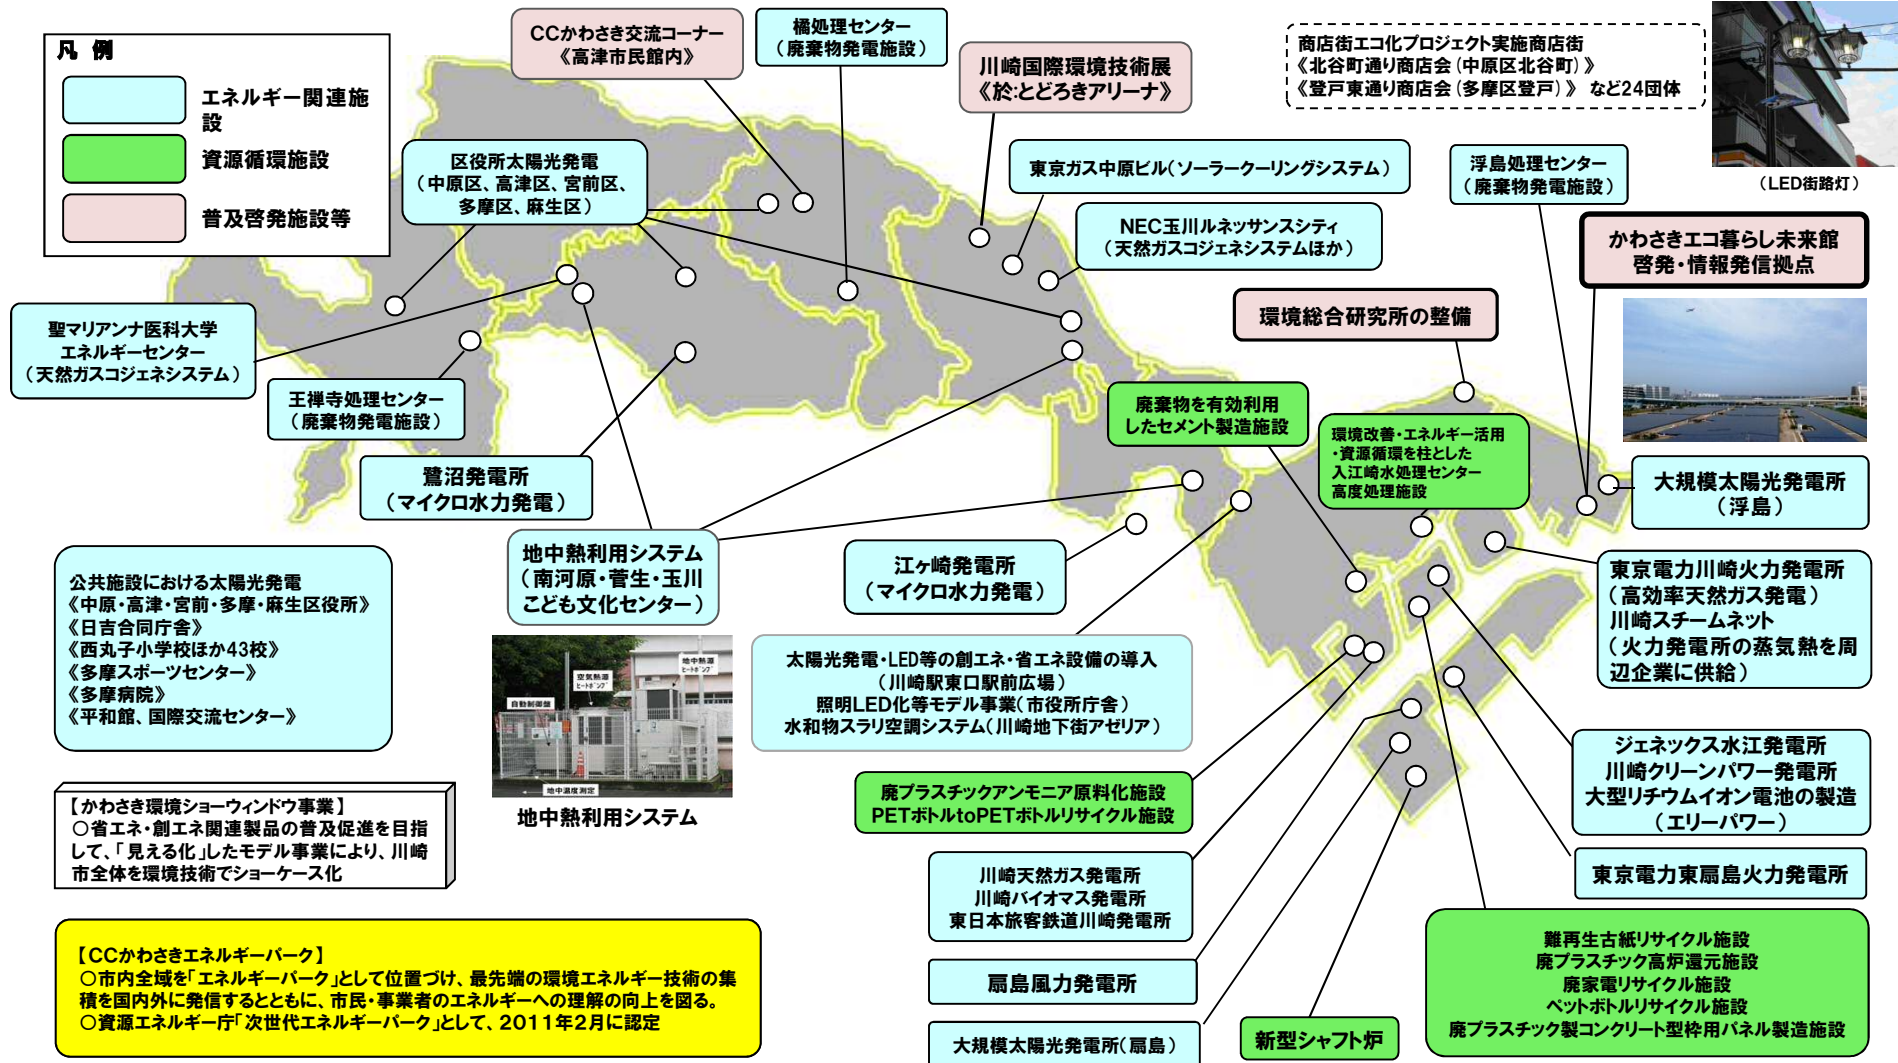 凡 例
エネルギー関連施
設
資源循環施設
普及啓発施設等
CCかわさき交流コーナー
《高津市民館内》
橘処理センター
（廃棄物発電施設）
川崎国際環境技術展
《於:とどろきアリーナ》
商店街エコ化プロジェクト実施商店街
《北谷町通り商店会（中原区北谷町）》
《登戸東通り商店会（多摩区登戸）》 など24団体
（LED街路灯）
区役所太陽光発電
（中原区、高津区、宮前区、
多摩区、麻生区）
東京ガス中原ビル（ソーラークーリングシステム）
浮島処理センター
（廃棄物発電施設）
NEC玉川ルネッサンスシティ
（天然ガスコジェネシステムほか）
かわさきエコ暮らし未来館
啓発・情報発信拠点
環境総合研究所の整備
聖マリアンナ医科大学
エネルギーセンター
（天然ガスコジェネシステム）
王禅寺処理センター
（廃棄物発電施設）
廃棄物を有効利用
したセメント製造施設
環境改善・エネルギー活用
・資源循環を柱とした
入江崎水処理センター
高度処理施設
鷺沼発電所
（マイクロ水力発電）
大規模太陽光発電所
（浮島）
地中熱利用システム
（南河原・菅生・玉川
こども文化センター）
江ヶ崎発電所
（マイクロ水力発電）
東京電力川崎火力発電所
（高効率天然ガス発電）
川崎スチームネット
（火力発電所の蒸気熱を周
辺企業に供給）
公共施設における太陽光発電
《中原・高津・宮前・多摩・麻生区役所》
《日吉合同庁舎》
《西丸子小学校ほか43校》
《多摩スポーツセンター》
《多摩病院》
《平和館、国際交流センター》
地中熱源
ヒートポンプ
空気熱源
ヒートポンプ
自動制御盤
地中温度測定
地中熱利用システム
太陽光発電・LED等の創エネ・省エネ設備の導入
（川崎駅東口駅前広場）
照明LED化等モデル事業（市役所庁舎）
水和物スラリ空調システム（川崎地下街アゼリア）
ジェネックス水江発電所
川崎クリーンパワー発電所
大型リチウムイオン電池の製造
（エリーパワー）
廃プラスチックアンモニア原料化施設
PETボトルtoPETボトルリサイクル施設
【かわさき環境ショーウィンドウ事業】
○省エネ・創エネ関連製品の普及促進を目指
して、「見える化」したモデル事業により、川崎
市全体を環境技術でショーケース化
川崎天然ガス発電所
川崎バイオマス発電所
東日本旅客鉄道川崎発電所
東京電力東扇島火力発電所
【CCかわさきエネルギーパーク】
○市内全域を「エネルギーパーク」として位置づけ、最先端の環境エネルギー技術の集
積を国内外に発信するとともに、市民・事業者のエネルギーへの理解の向上を図る。
○資源エネルギー庁「次世代エネルギーパーク」として、2011年2月に認定
扇島風力発電所
難再生古紙リサイクル施設
廃プラスチック高炉還元施設
廃家電リサイクル施設
ペットボトルリサイクル施設
廃プラスチック製コンクリート型枠用パネル製造施設
大規模太陽光発電所（扇島）
新型シャフト炉